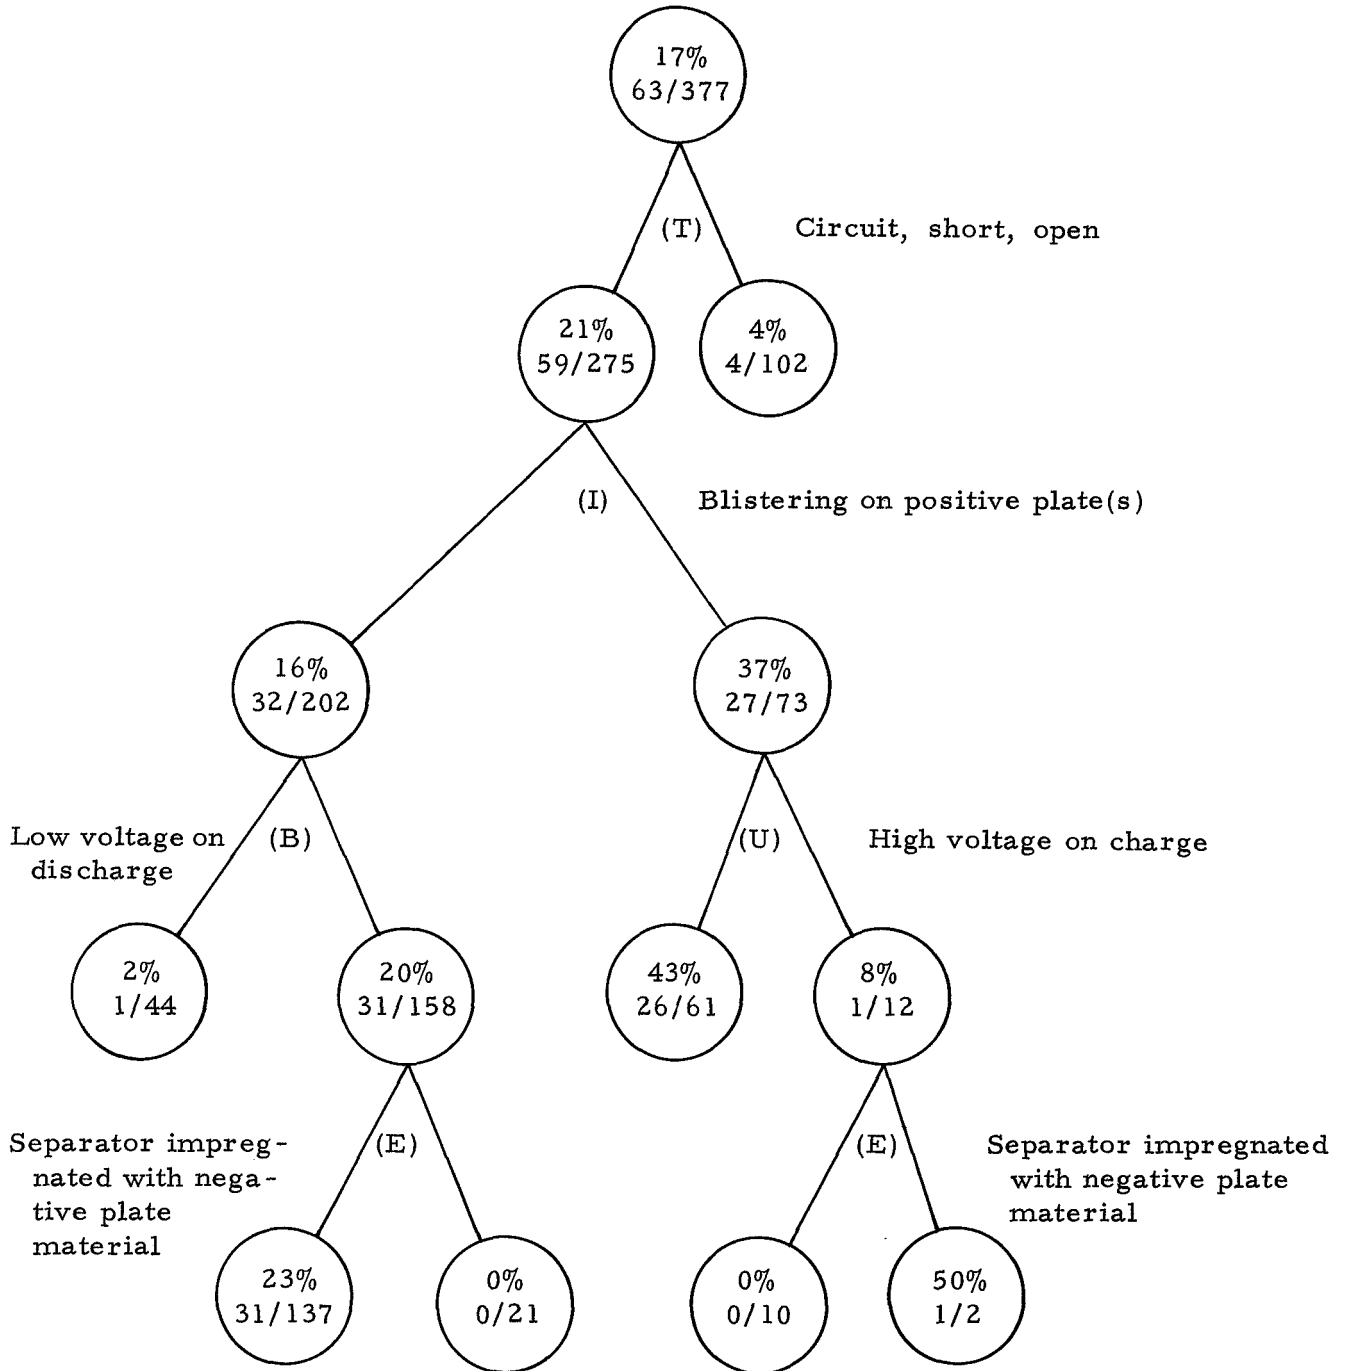 17%
63/377
(T)
Circuit, short, open
21%
59/275
4%
4/102
(I)
Blistering on positive plate(s)
16%
32/202
37%
27/73
Low voltage on
discharge
(B)
(U)
High voltage on charge
2%
1/44
20%
31/158
43%
26/61
8%
1/12
Separator impreg-
nated with nega-
tive plate
material
(E)
(E)
Separator impregnated
with negative plate
material
23%
31/137
0%
0/21
0%
0/10
50%
1/2